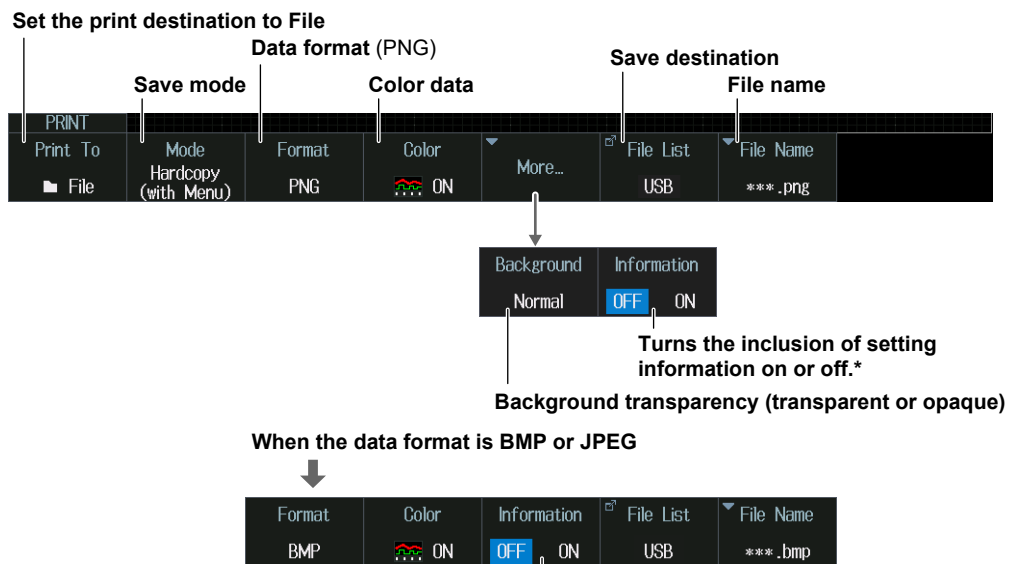 Set the print destination to File
Data format (PNG)
Save destination
Save mode
Color data
File name
PRINT
Print To
Mode
Format
Color
More...
File List
File Name
File
Hardcopy
(with Menu)
PNG
ON
USB
***.png
Background
Information
Normal
OFF ON
Turns the inclusion of setting
information on or off.*
Background transparency (transparent or opaque)
When the data format is BMP or JPEG
Format
Color
Information
File List
File Name
BMP
ON
OFF ON
USB
***.bmp